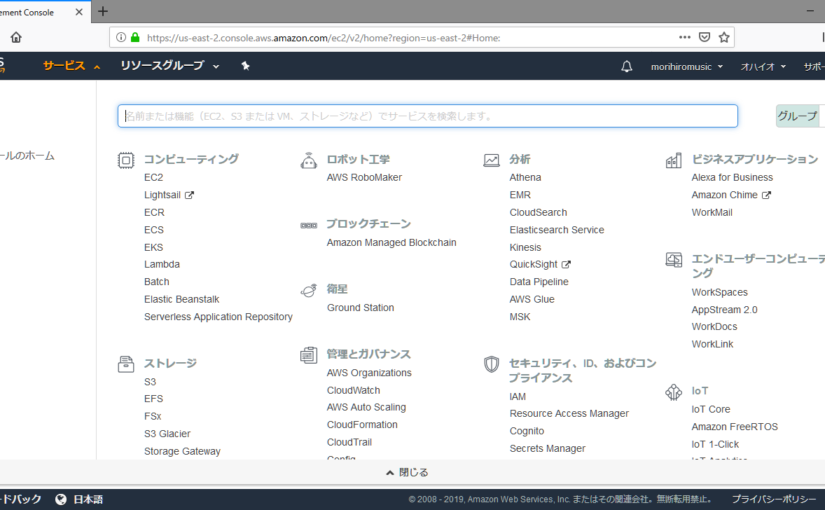 ement Console
https://us-east-2.console.aws.amazon.com/ec2/v2/home?region=us-east-2#Home:
サービス リソースグループ morihiromusic オハイオ サポー
名前または機能（EC2、S3 または VM、ストレージなど）でサービスを検索します。
グループ
ールのホーム
コンピューティング
EC2
Lightsail
ECR
ECS
EKS
Lambda
Batch
Elastic Beanstalk
Serverless Application Repository
ストレージ
S3
EFS
FSx
S3 Glacier
Storage Gateway
ロボット工学
AWS RoboMaker
ブロックチェーン
Amazon Managed Blockchain
衛星
Ground Station
管理とガバナンス
AWS Organizations
CloudWatch
AWS Auto Scaling
CloudFormation
CloudTrail
Config
分析
Athena
EMR
CloudSearch
Elasticsearch Service
Kinesis
QuickSight
Data Pipeline
AWS Glue
MSK
セキュリティ、ID、およびコン
プライアンス
IAM
Resource Access Manager
Cognito
Secrets Manager
ビジネスアプリケーション
Alexa for Business
Amazon Chime
WorkMail
エンドユーザーコンピューテ
ング
WorkSpaces
AppStream 2.0
WorkDocs
WorkLink
IoT
IoT Core
Amazon FreeRTOS
IoT 1-Click
IoT Analytics
閉じる
ードバック 日本語 © 2008 - 2019, Amazon Web Services, Inc. またはその関連会社。無断転用禁止。 プライバシーポリシー